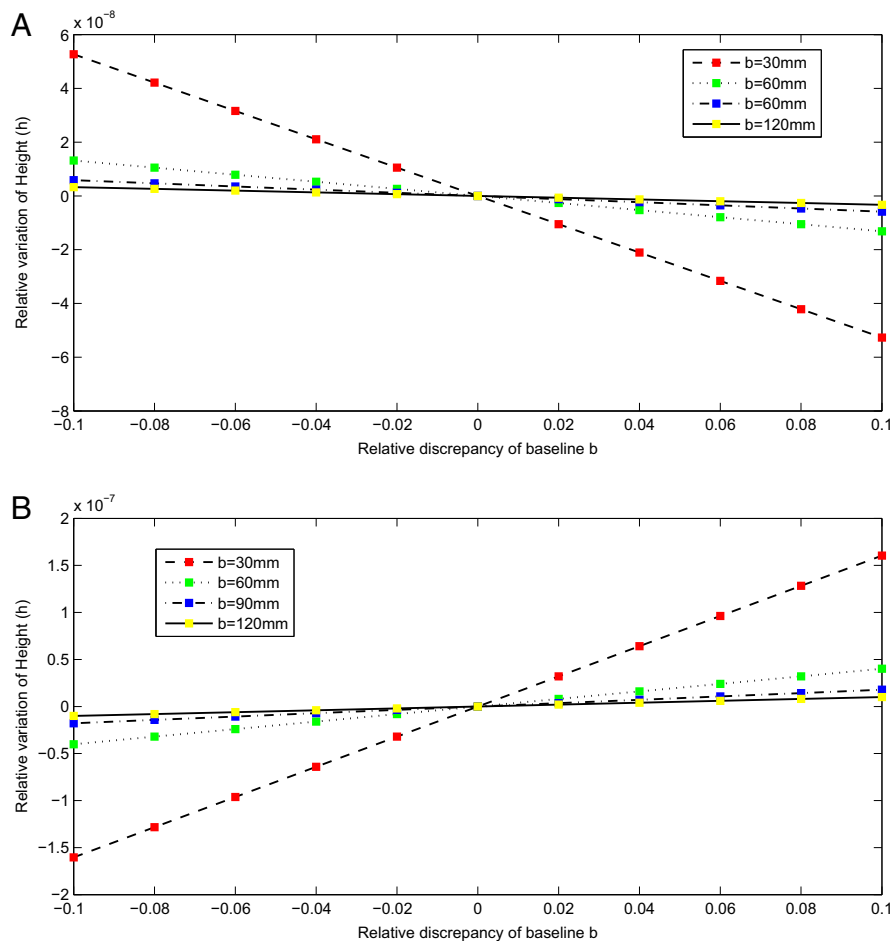 A
x 10⁻⁸
6
4
2
0
−2
−4
−6
−8
−0.1 −0.08 −0.06 −0.04 −0.02 0 0.02 0.04 0.06 0.08 0.1
Relative discrepancy of baseline b
Relative variation of Height (h)
b=30mm
b=60mm
b=60mm
b=120mm
B
x 10⁻⁷
2
1.5
1
0.5
0
−0.5
−1
−1.5
−2
−0.1 −0.08 −0.06 −0.04 −0.02 0 0.02 0.04 0.06 0.08 0.1
Relative discrepancy of baseline b
Relative variation of Height (h)
b=30mm
b=60mm
b=90mm
b=120mm